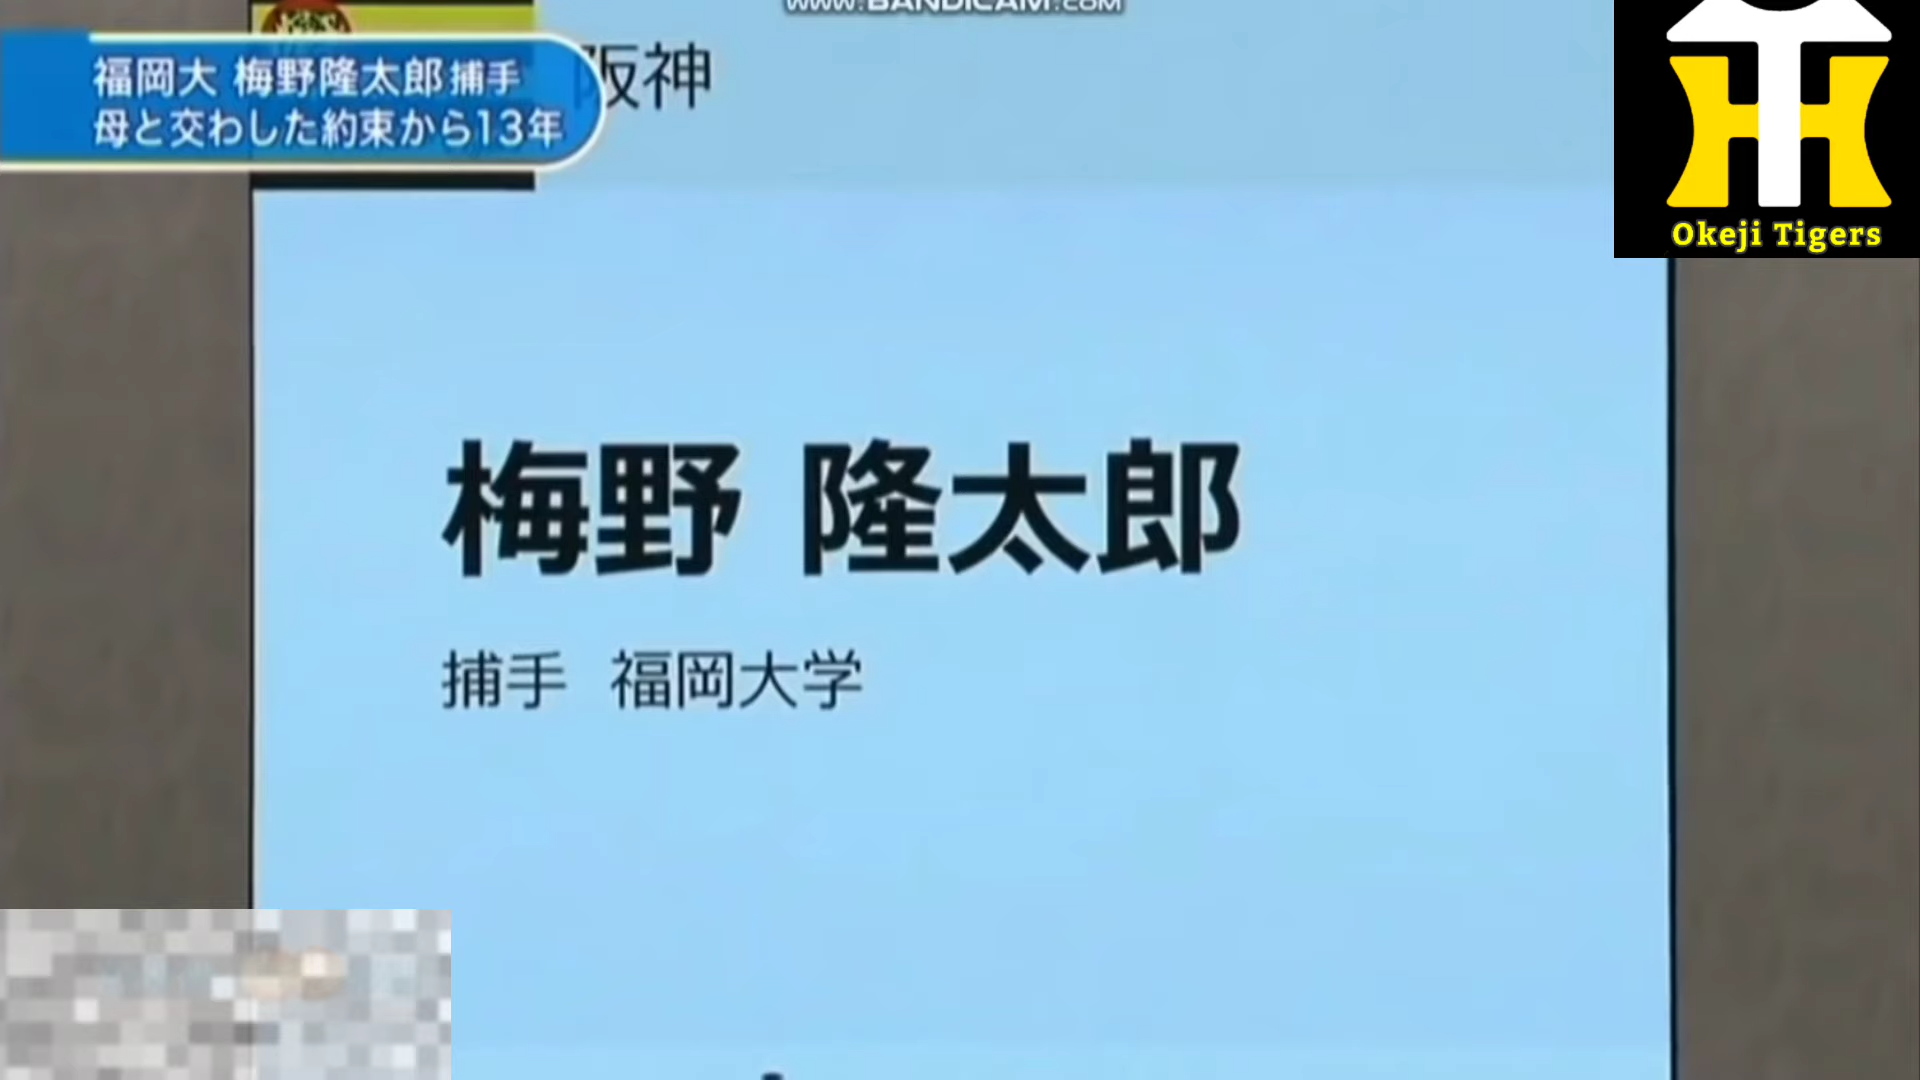 www.BANDICAM.COM
福岡大 梅野隆太郎捕手
母と交わした約束から13年
阪神
Okeji Tigers
梅野 隆太郎
捕手 福岡大学